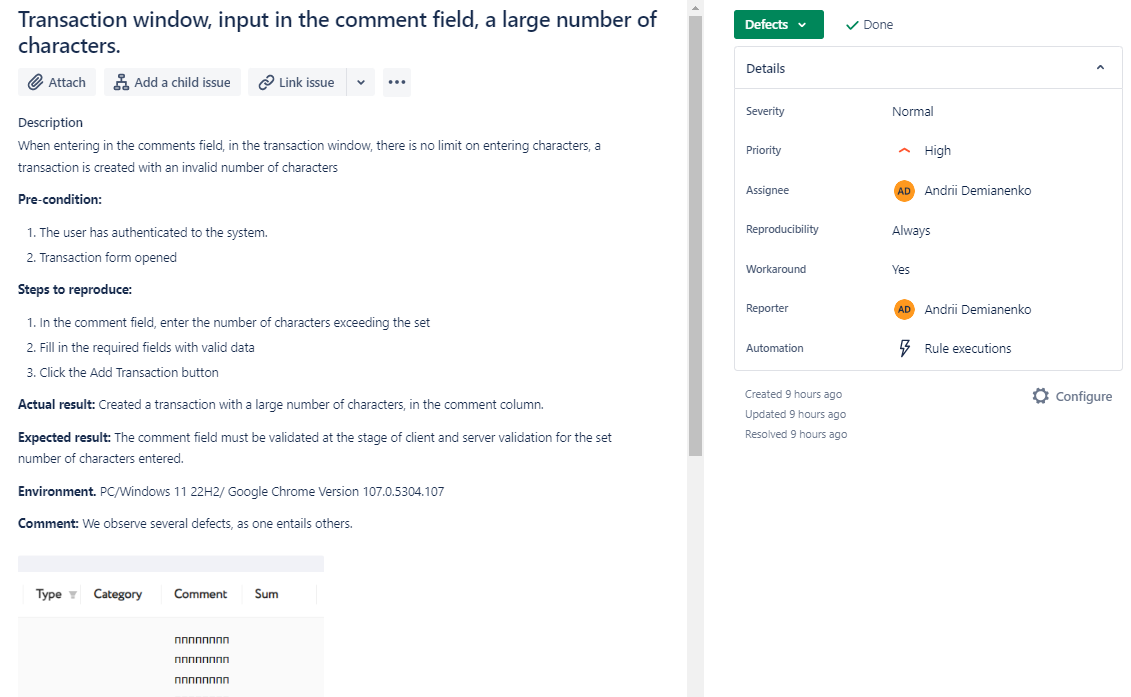 Transaction window, input in the comment field, a large number of
characters.
Attach
Add a child issue
Link issue
Description
When entering in the comments field, in the transaction window, there is no limit on entering characters, a
transaction is created with an invalid number of characters
Pre-condition:
1. The user has authenticated to the system.
2. Transaction form opened
Steps to reproduce:
1. In the comment field, enter the number of characters exceeding the set
2. Fill in the required fields with valid data
3. Click the Add Transaction button
Actual result: Created a transaction with a large number of characters, in the comment column.
Expected result: The comment field must be validated at the stage of client and server validation for the set
number of characters entered.
Environment. PC/Windows 11 22H2/ Google Chrome Version 107.0.5304.107
Comment: We observe several defects, as one entails others.
Type Category Comment Sum
пппппппп
пппппппп
пппппппп
Defects
Done
Details
Severity Normal
Priority High
Assignee AD Andrii Demianenko
Reproducibility Always
Workaround Yes
Reporter AD Andrii Demianenko
Automation Rule executions
Created 9 hours ago
Configure
Updated 9 hours ago
Resolved 9 hours ago